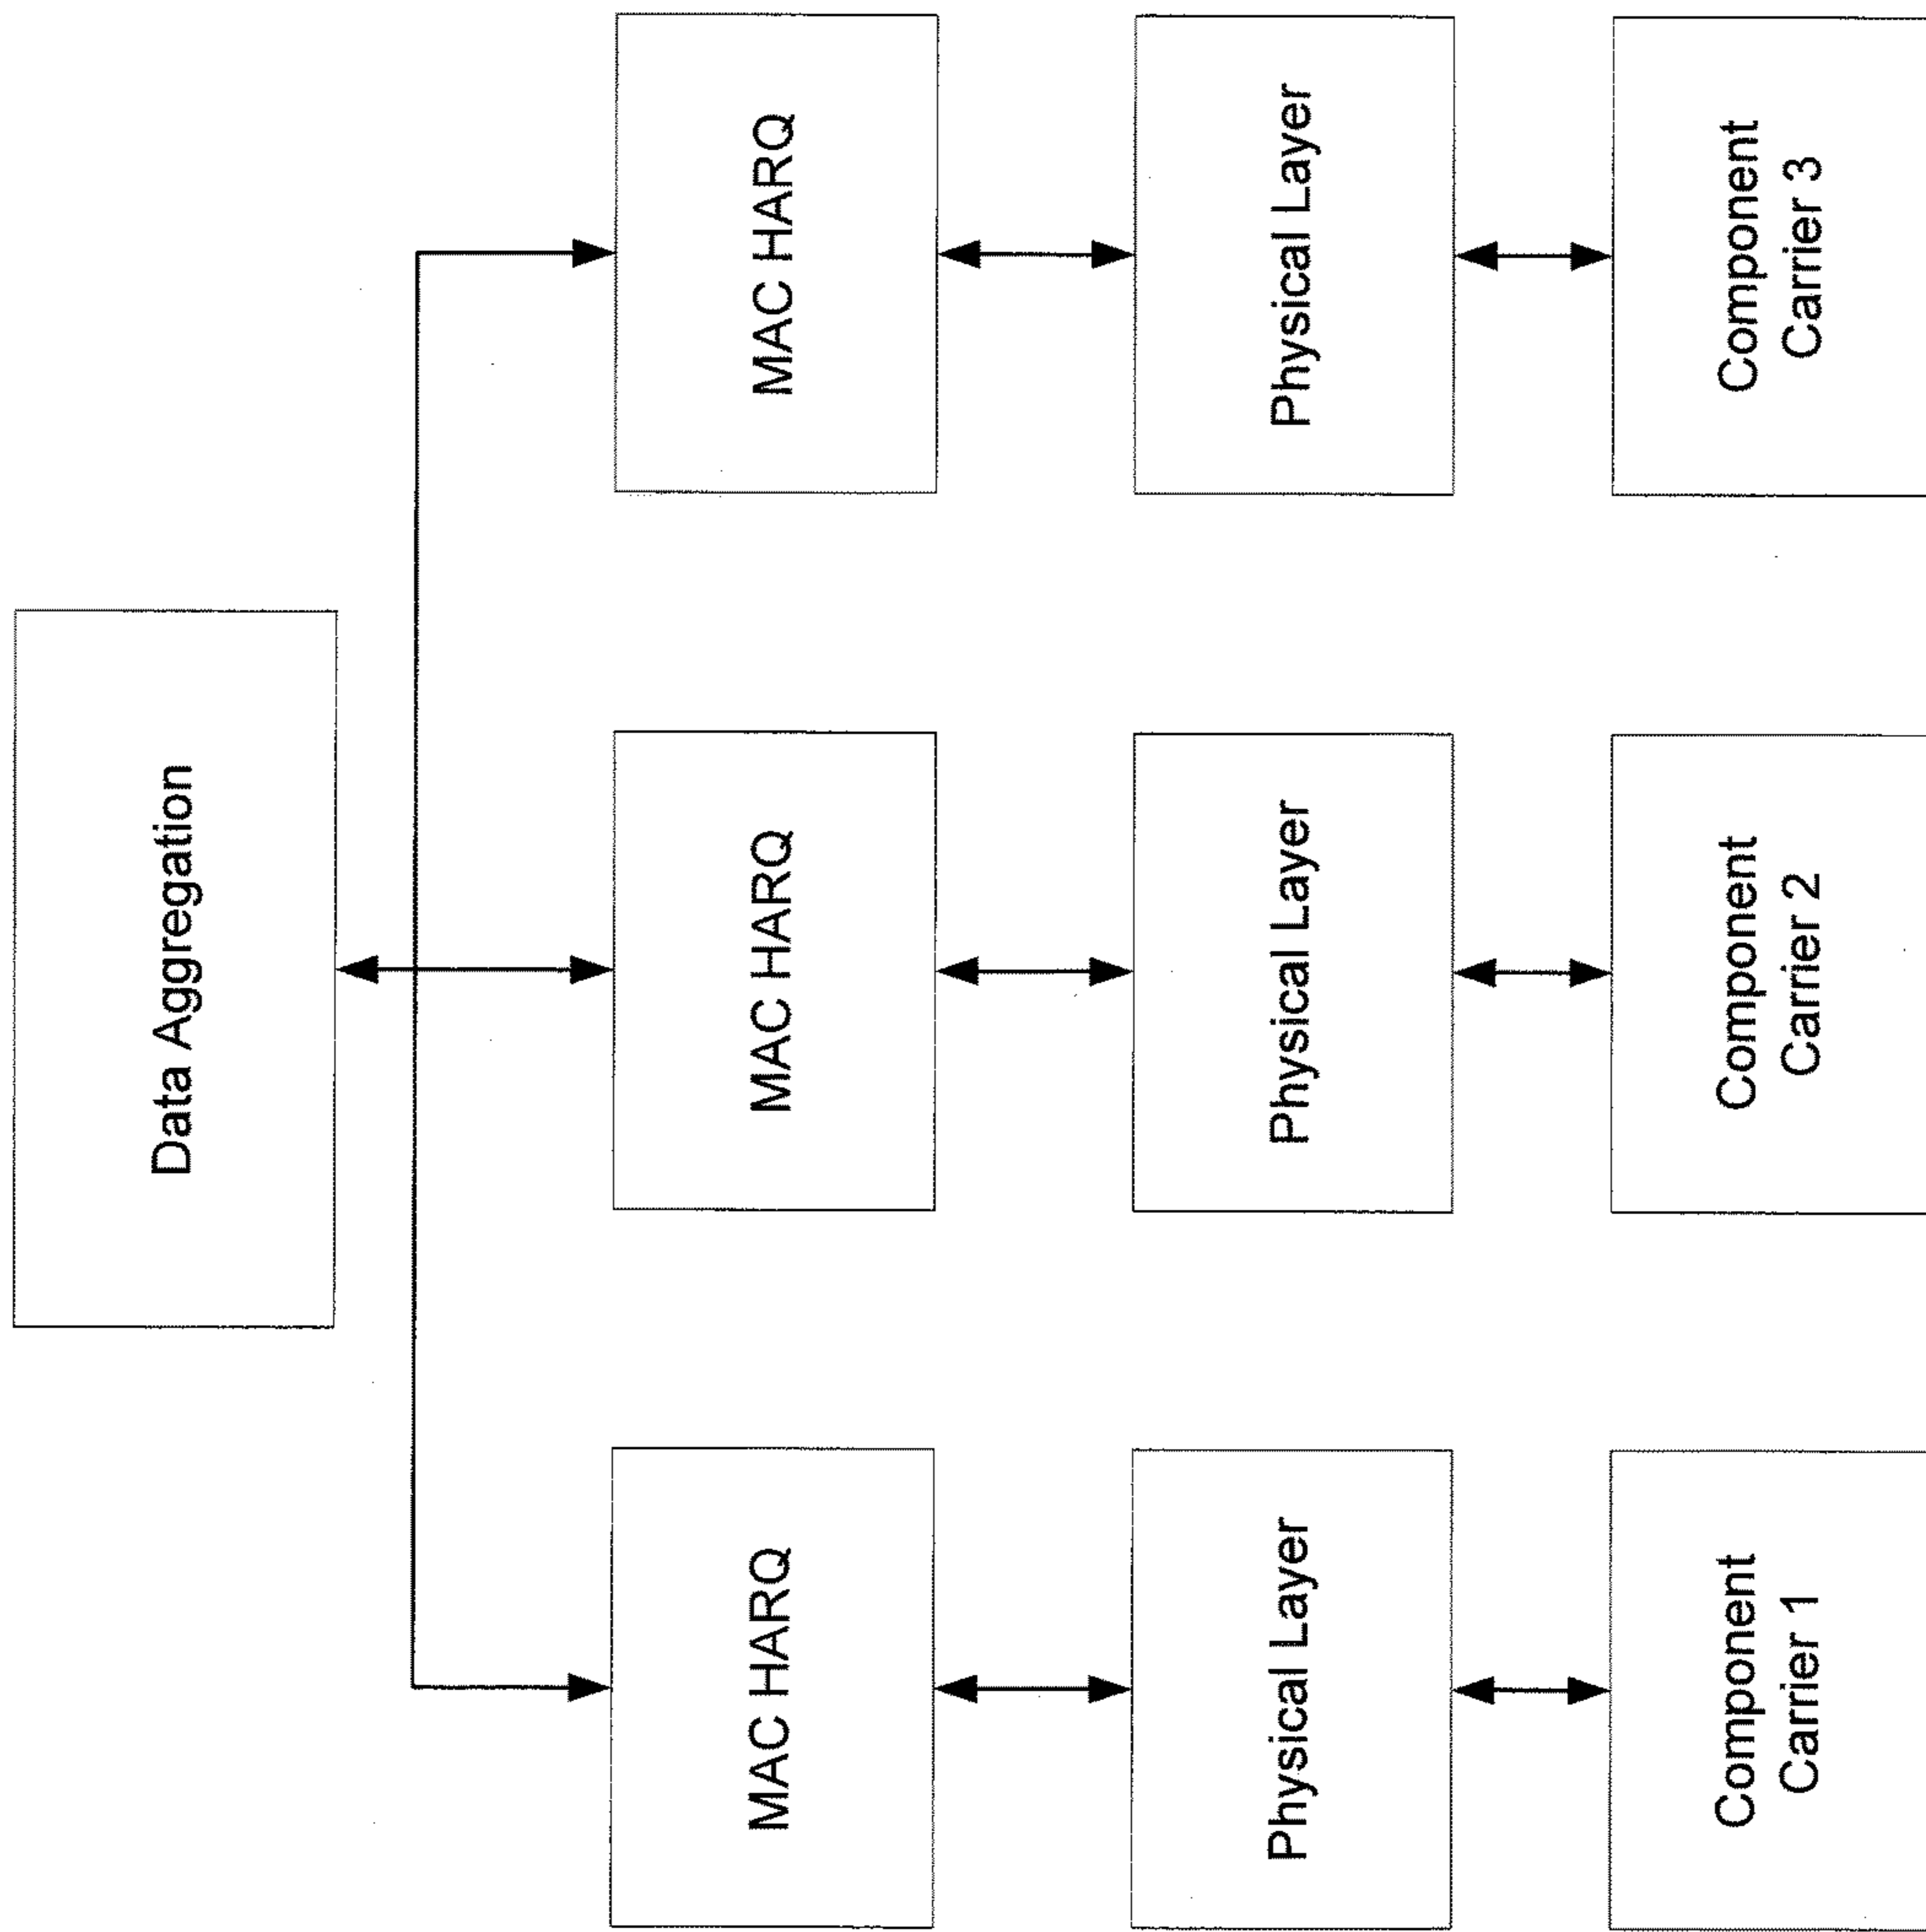 Data Aggregation
MAC HARQ
MAC HARQ
MAC HARQ
Physical Layer
Physical Layer
Physical Layer
Component
Carrier 1
Component
Carrier 2
Component
Carrier 3